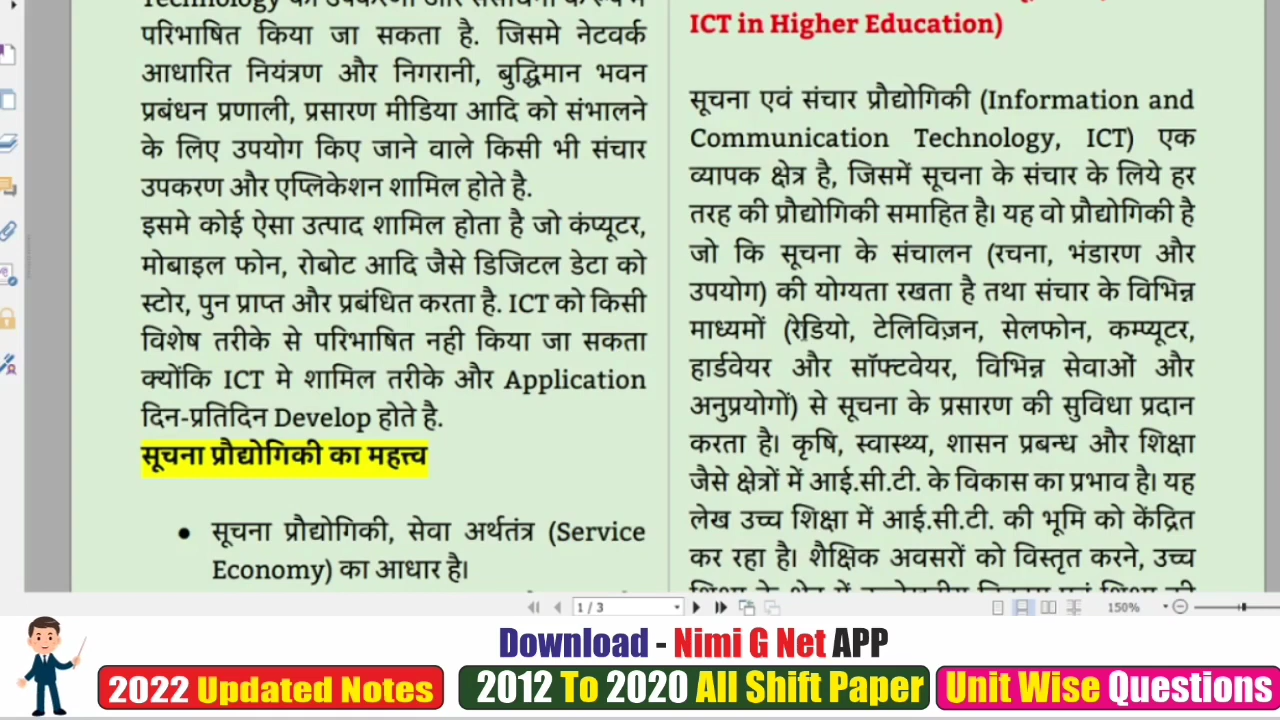 परिभाषित किया जा सकता है. जिसमे नेटवर्क
आधारित नियंत्रण और निगरानी, बुद्धिमान भवन
प्रबंधन प्रणाली, प्रसारण मीडिया आदि को संभालने
के लिए उपयोग किए जाने वाले किसी भी संचार
उपकरण और एप्लिकेशन शामिल होते है.
इसमे कोई ऐसा उत्पाद शामिल होता है जो कंप्यूटर,
मोबाइल फोन, रोबोट आदि जैसे डिजिटल डेटा को
स्टोर, पुन प्राप्त और प्रबंधित करता है. ICT को किसी
विशेष तरीके से परिभाषित नही किया जा सकता
क्योंकि ICT मे शामिल तरीके और Application
दिन-प्रतिदिन Develop होते है.
सूचना प्रौद्योगिकी का महत्त्व
● सूचना प्रौद्योगिकी, सेवा अर्थतंत्र (Service
Economy) का आधार है।
ICT in Higher Education)
सूचना एवं संचार प्रौद्योगिकी (Information and
Communication Technology, ICT) एक
व्यापक क्षेत्र है, जिसमें सूचना के संचार के लिये हर
तरह की प्रौद्योगिकी समाहित है। यह वो प्रौद्योगिकी है
जो कि सूचना के संचालन (रचना, भंडारण और
उपयोग) की योग्यता रखता है तथा संचार के विभिन्न
माध्यमों (रेडियो, टेलिविज़न, सेलफोन, कम्प्यूटर,
हार्डवेयर और सॉफ्टवेयर, विभिन्न सेवाओं और
अनुप्रयोगों) से सूचना के प्रसारण की सुविधा प्रदान
करता है। कृषि, स्वास्थ्य, शासन प्रबन्ध और शिक्षा
जैसे क्षेत्रों में आई.सी.टी. के विकास का प्रभाव है। यह
लेख उच्च शिक्षा में आई.सी.टी. की भूमि को केंद्रित
कर रहा है। शैक्षिक अवसरों को विस्तृत करने, उच्च
1 / 3
150%
Download - Nimi G Net APP
2022 Updated Notes
2012 To 2020 All Shift Paper
Unit Wise Questions